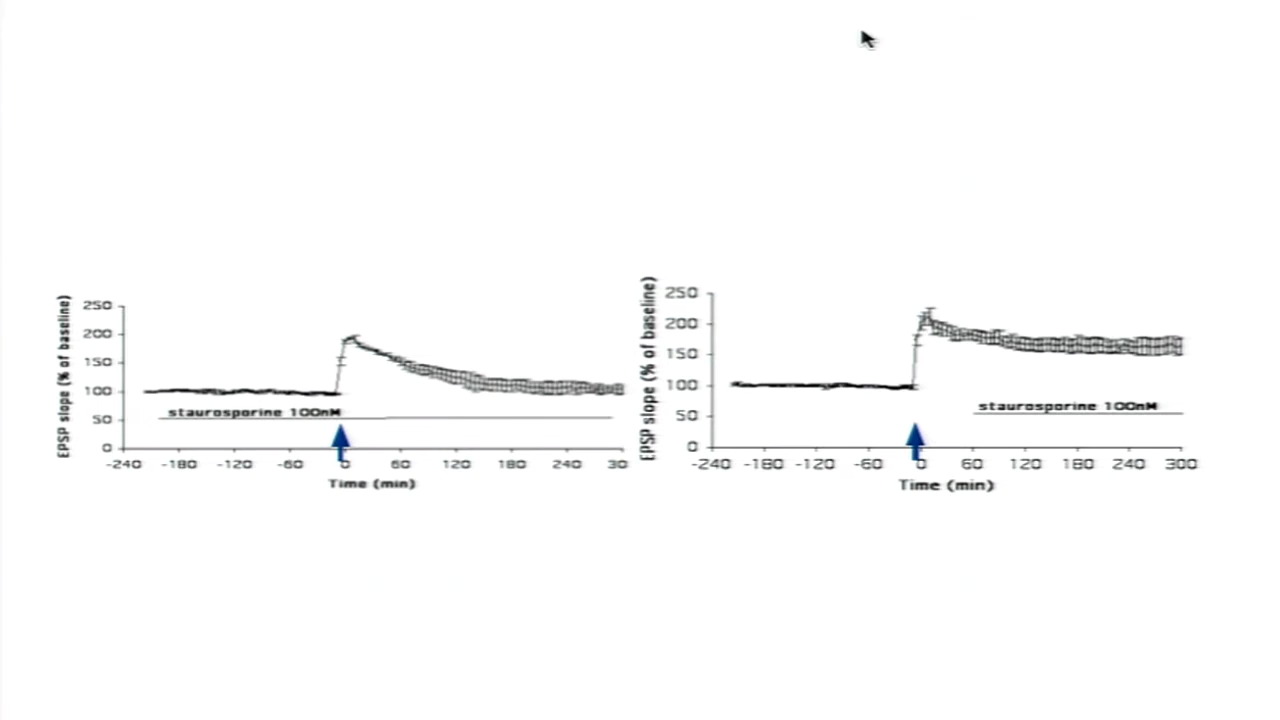 EPSP slope (% of baseline)
250
200
150
100
50
0
staurosporine 100nM
-240 -180 -120 -60 0 60 120 180 240 30
Time (min)
EPSP slope (% of baseline)
250
200
150
100
50
0
staurosporine 100nM
-240 -180 -120 -60 0 60 120 180 240 300
Time (min)